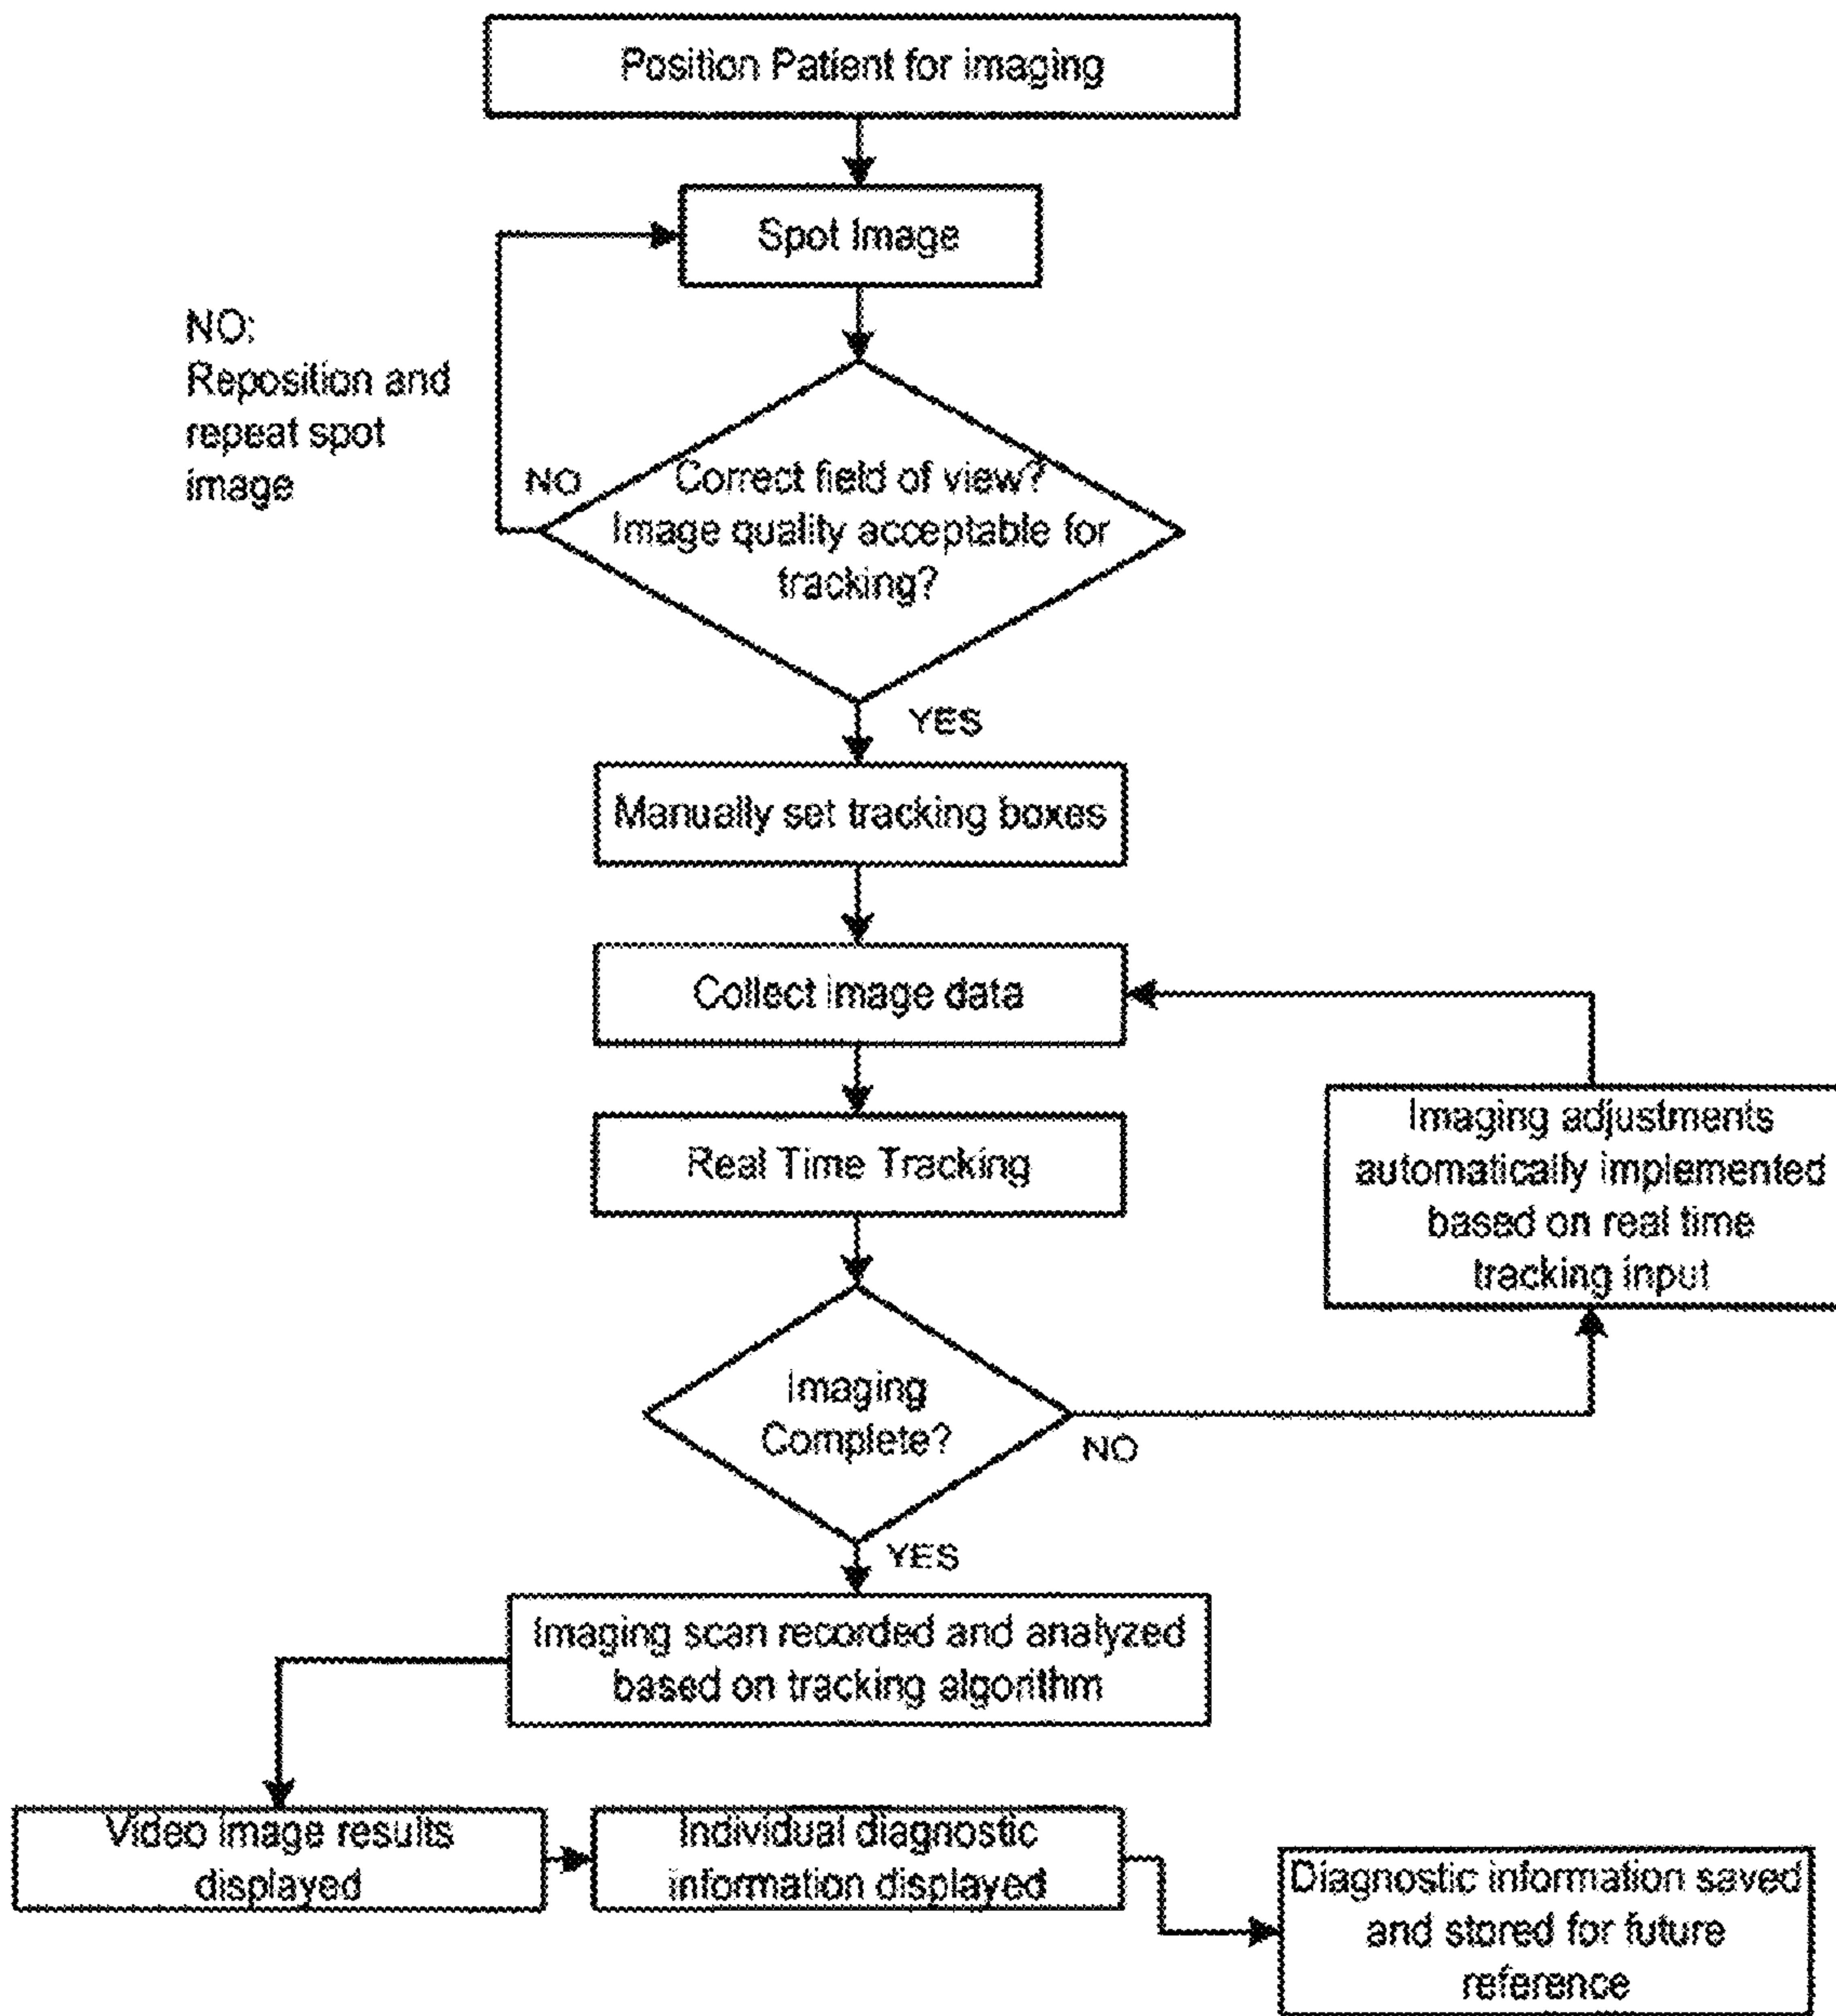 Position Patient for imaging
Spot Image
NO:
Reposition and
repeat spot
image
NO
Correct field of view?
Image quality acceptable for
tracking?
YES
Manually set tracking boxes
Collect image data
Real Time Tracking
Imaging adjustments
automatically implemented
based on real time
tracking input
Imaging
Complete?
NO
YES
Imaging scan recorded and analyzed
based on tracking algorithm
Video image results
displayed
Individual diagnostic
information displayed
Diagnostic information saved
and stored for future
reference